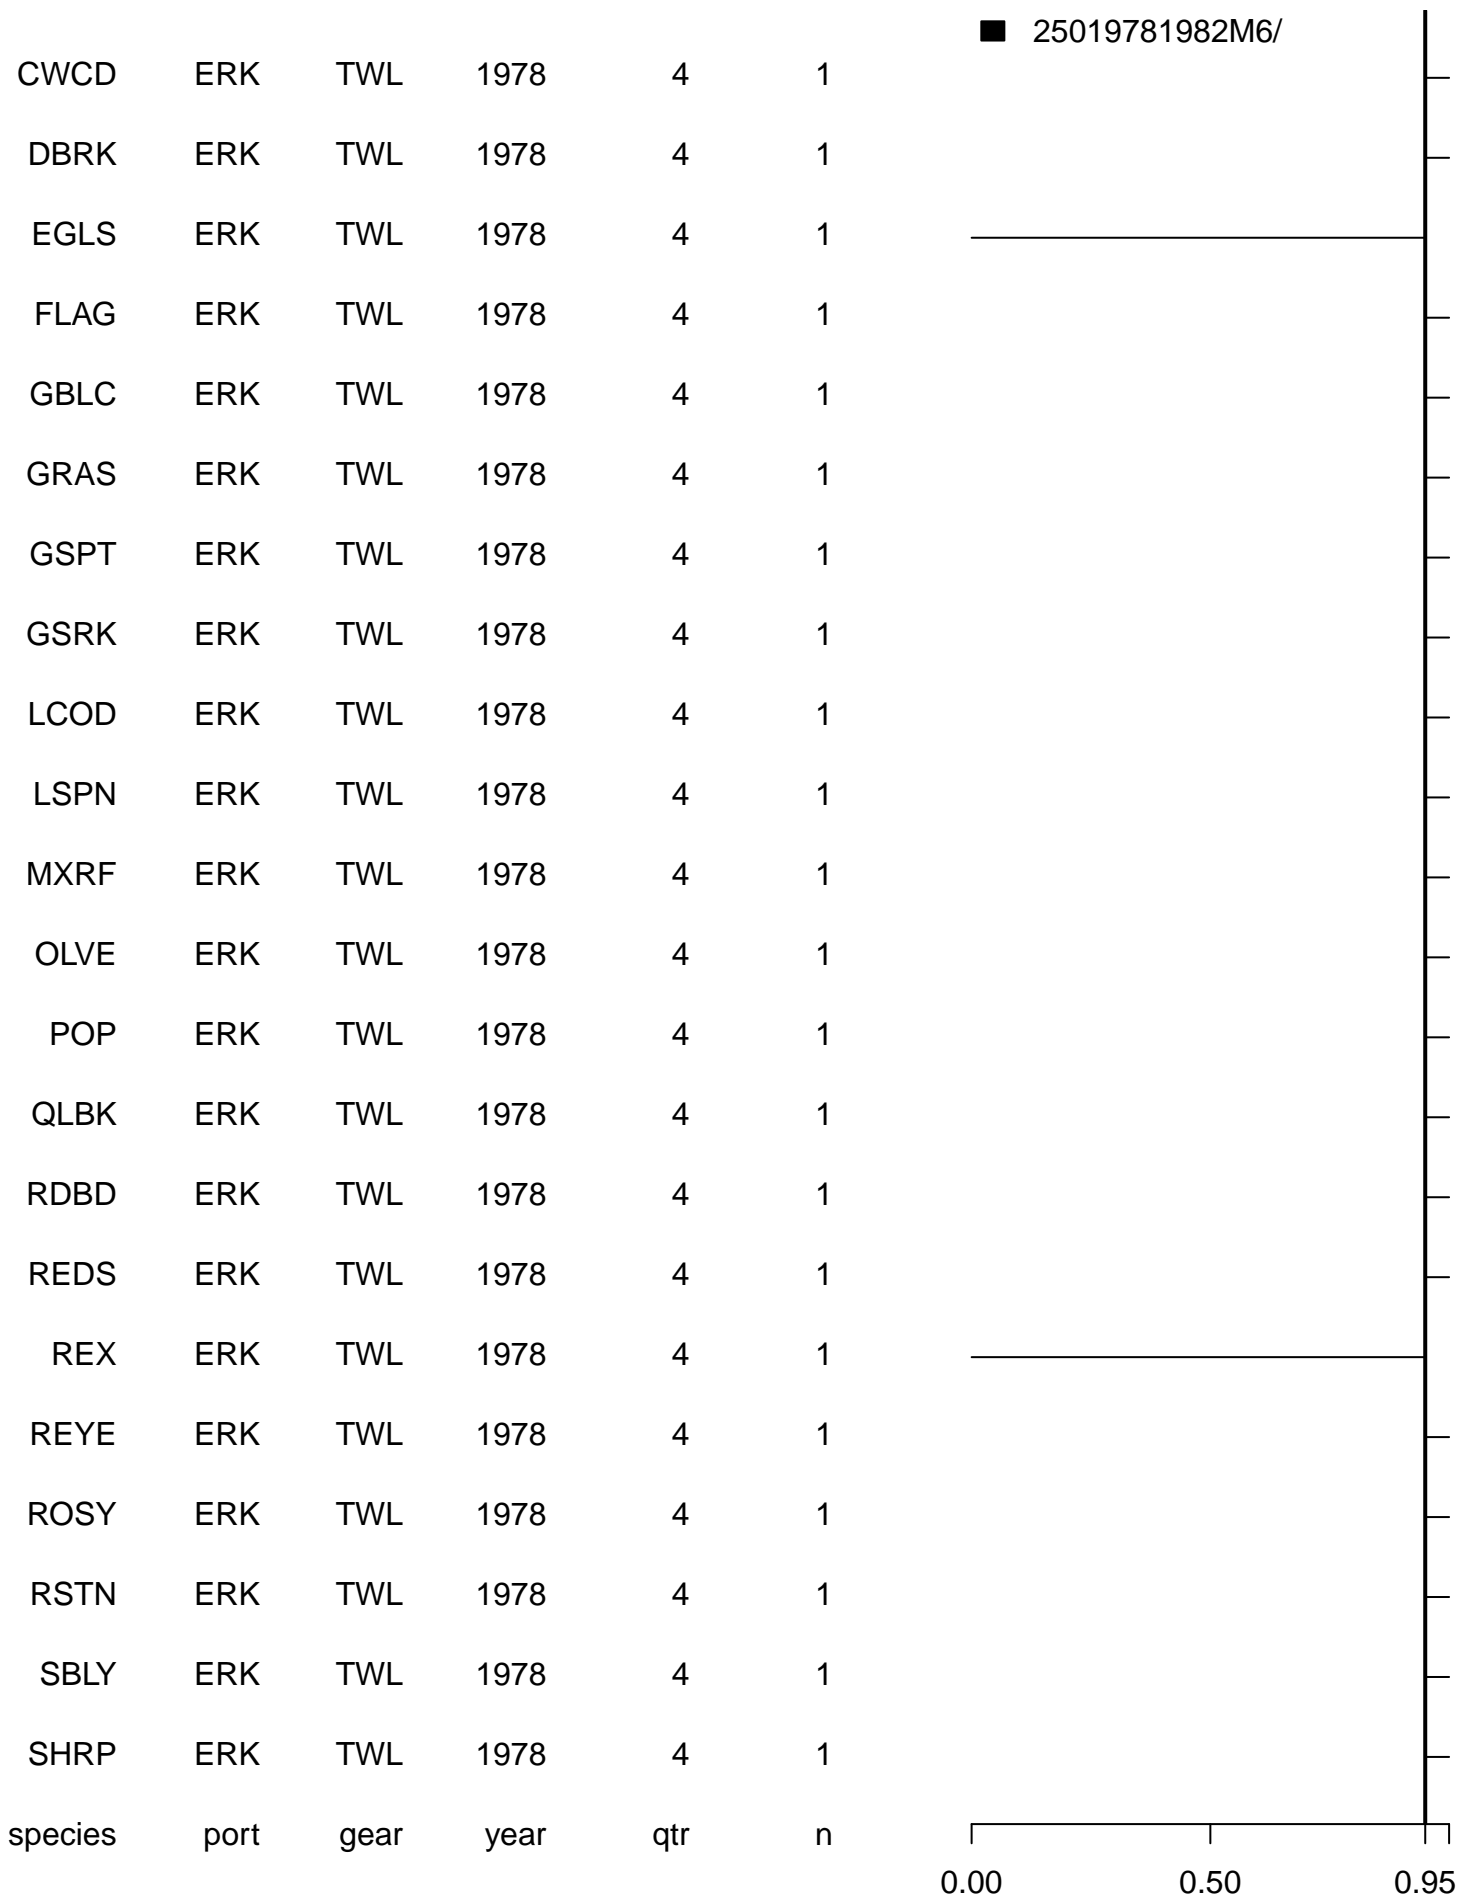 25019781982M6/
CWCD ERK TWL 1978 4 1
DBRK ERK TWL 1978 4 1
EGLS ERK TWL 1978 4 1
FLAG ERK TWL 1978 4 1
GBLC ERK TWL 1978 4 1
GRAS ERK TWL 1978 4 1
GSPT ERK TWL 1978 4 1
GSRK ERK TWL 1978 4 1
LCOD ERK TWL 1978 4 1
LSPN ERK TWL 1978 4 1
MXRF ERK TWL 1978 4 1
OLVE ERK TWL 1978 4 1
POP ERK TWL 1978 4 1
QLBK ERK TWL 1978 4 1
RDBD ERK TWL 1978 4 1
REDS ERK TWL 1978 4 1
REX ERK TWL 1978 4 1
REYE ERK TWL 1978 4 1
ROSY ERK TWL 1978 4 1
RSTN ERK TWL 1978 4 1
SBLY ERK TWL 1978 4 1
SHRP ERK TWL 1978 4 1
species port gear year qtr n
0.00 0.50 0.95